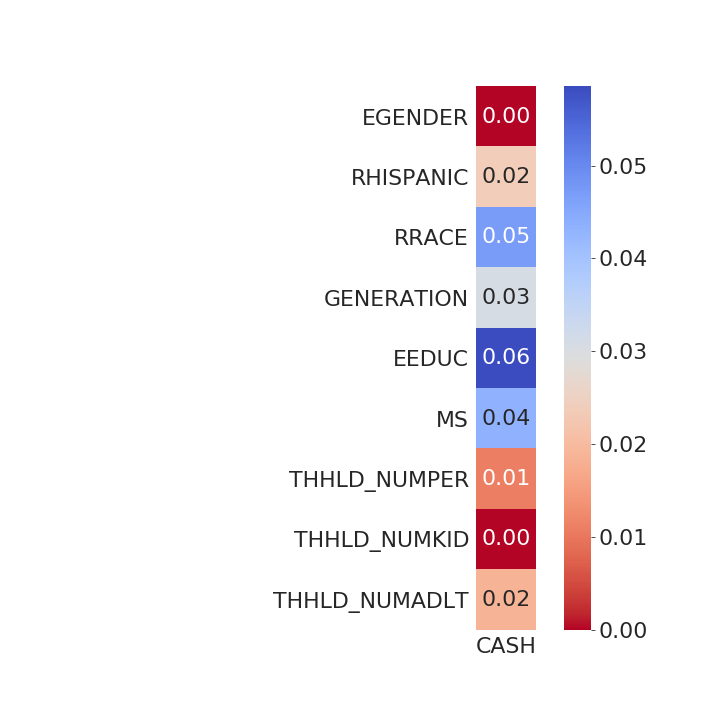 EGENDER 0.00
RHISPANIC 0.02
RRACE 0.05
GENERATION 0.03
EEDUC 0.06
MS 0.04
THHLD_NUMPER 0.01
THHLD_NUMKID 0.00
THHLD_NUMADLT 0.02
CASH
0.05
0.04
0.03
0.02
0.01
0.00